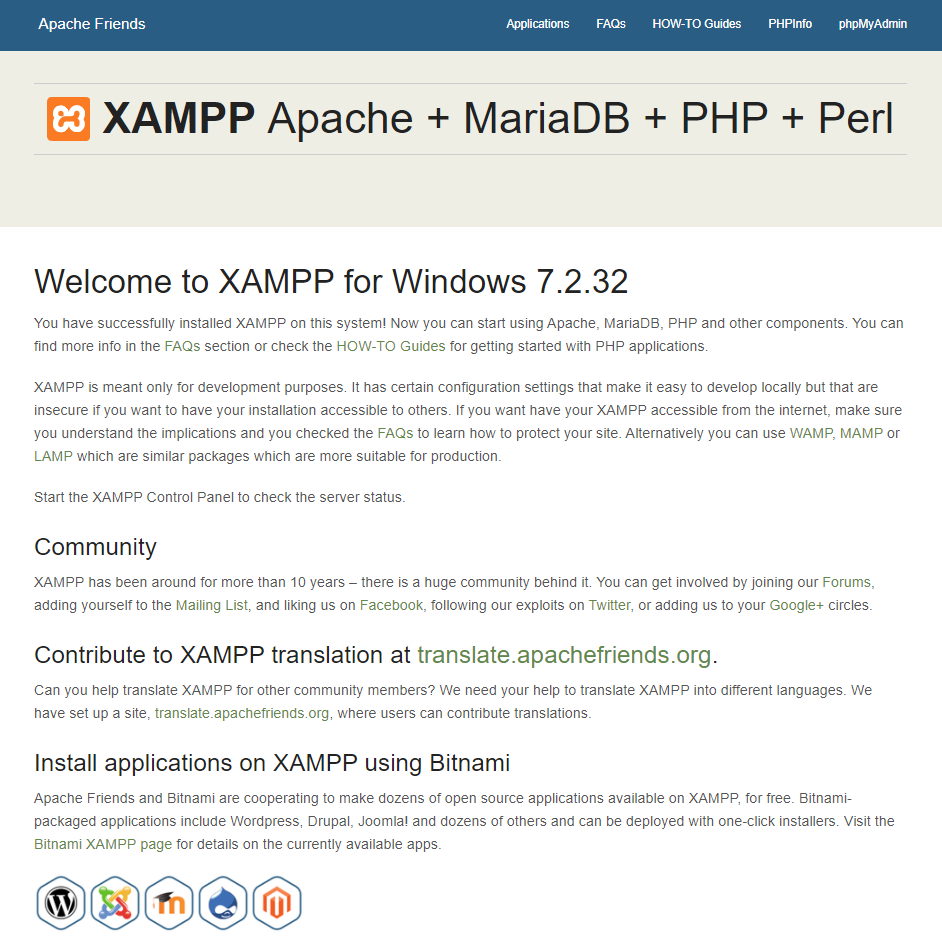 Apache Friends
Applications
FAQs
HOW-TO Guides
PHPInfo
phpMyAdmin
XAMPP Apache + MariaDB + PHP + Perl
Welcome to XAMPP for Windows 7.2.32
You have successfully installed XAMPP on this system! Now you can start using Apache, MariaDB, PHP and other components. You can
find more info in the FAQs section or check the HOW-TO Guides for getting started with PHP applications.
XAMPP is meant only for development purposes. It has certain configuration settings that make it easy to develop locally but that are
insecure if you want to have your installation accessible to others. If you want have your XAMPP accessible from the internet, make sure
you understand the implications and you checked the FAQs to learn how to protect your site. Alternatively you can use WAMP, MAMP or
LAMP which are similar packages which are more suitable for production.
Start the XAMPP Control Panel to check the server status.
Community
XAMPP has been around for more than 10 years – there is a huge community behind it. You can get involved by joining our Forums,
adding yourself to the Mailing List, and liking us on Facebook, following our exploits on Twitter, or adding us to your Google+ circles.
Contribute to XAMPP translation at translate.apachefriends.org.
Can you help translate XAMPP for other community members? We need your help to translate XAMPP into different languages. We
have set up a site, translate.apachefriends.org, where users can contribute translations.
Install applications on XAMPP using Bitnami
Apache Friends and Bitnami are cooperating to make dozens of open source applications available on XAMPP, for free. Bitnami-
packaged applications include Wordpress, Drupal, Joomla! and dozens of others and can be deployed with one-click installers. Visit the
Bitnami XAMPP page for details on the currently available apps.